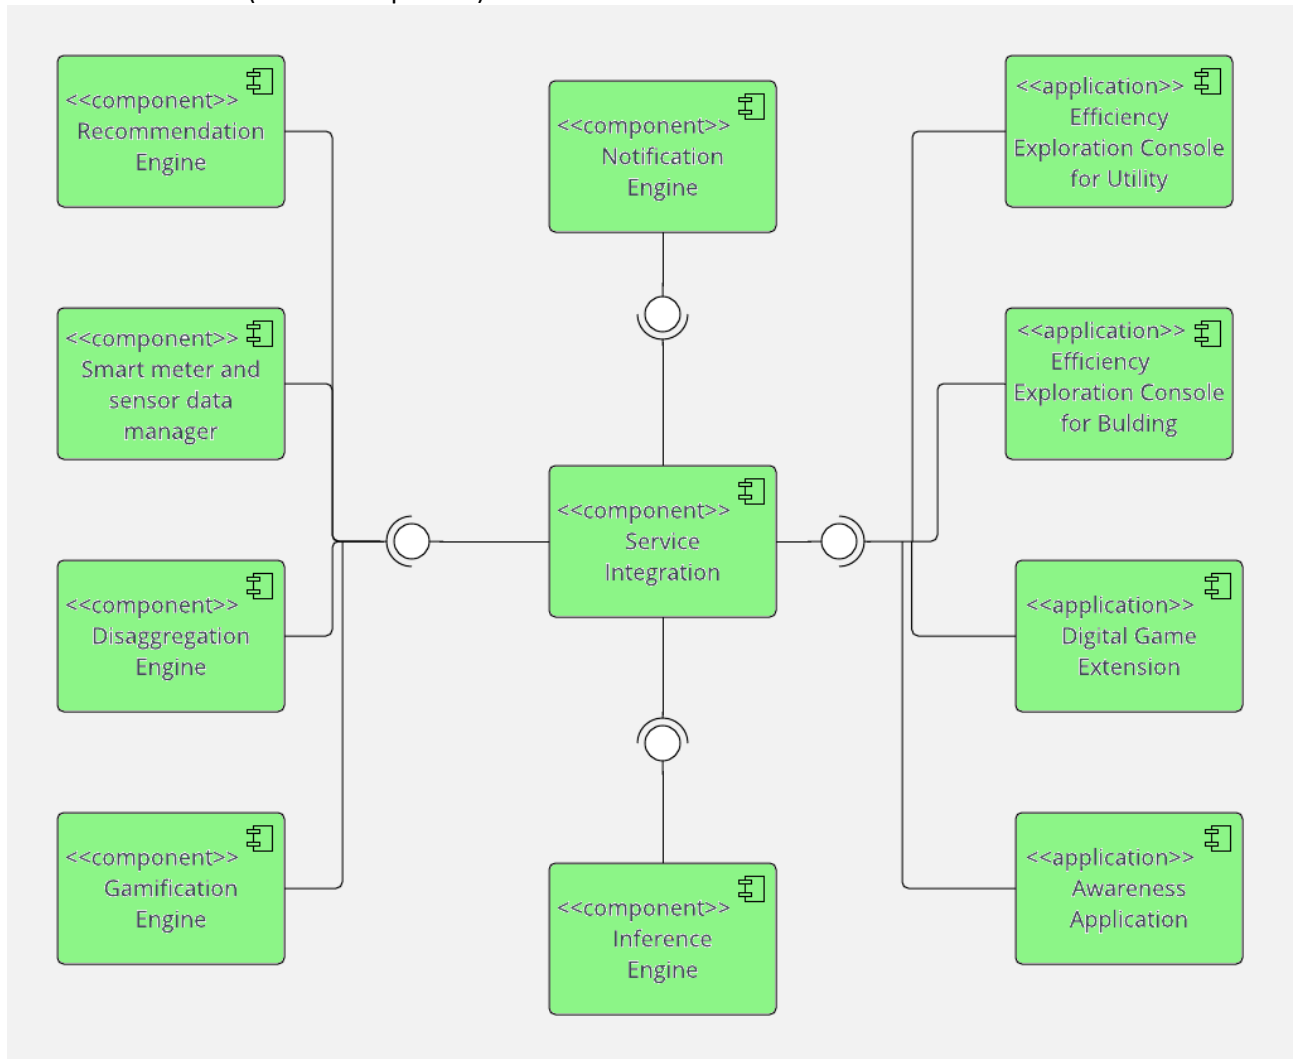 <<component>>
Recommendation
Engine
<<component>>
Notification
Engine
<<application>>
Efficiency
Exploration Console
for Utility
<<component>>
Smart meter and
sensor data
manager
<<application>>
Efficiency
Exploration Console
for Bulding
<<component>>
Service
Integration
<<component>>
Disaggregation
Engine
<<application>>
Digital Game
Extension
<<component>>
Gamification
Engine
<<component>>
Inference
Engine
<<application>>
Awareness
Application